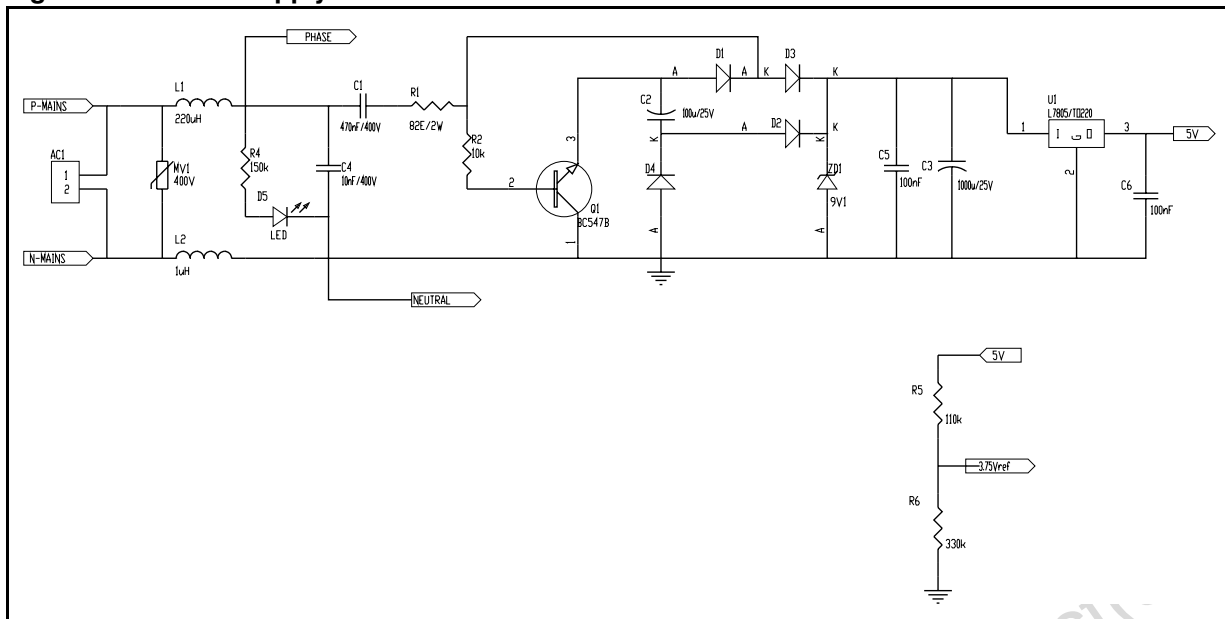 PHASE
P-MAINS
L1
220uH
C1
470nF/400V
R1
82E/2W
D1
A
A
K
D3
K
C2
100u/25V
U1
L7805/TO220
1
I G O
3
5V
AC1
1
2
MV1
400V
R4
150k
C4
10nF/400V
R2
10k
3
2
Q1
BC547B
1
K
A
D2
K
D4
A
K
ZD1
9V1
A
C5
100nF
C3
1000u/25V
2
C6
100nF
D5
LED
N-MAINS
L2
1uH
NEUTRAL
5V
R5
110k
3.75Vref
R6
330k